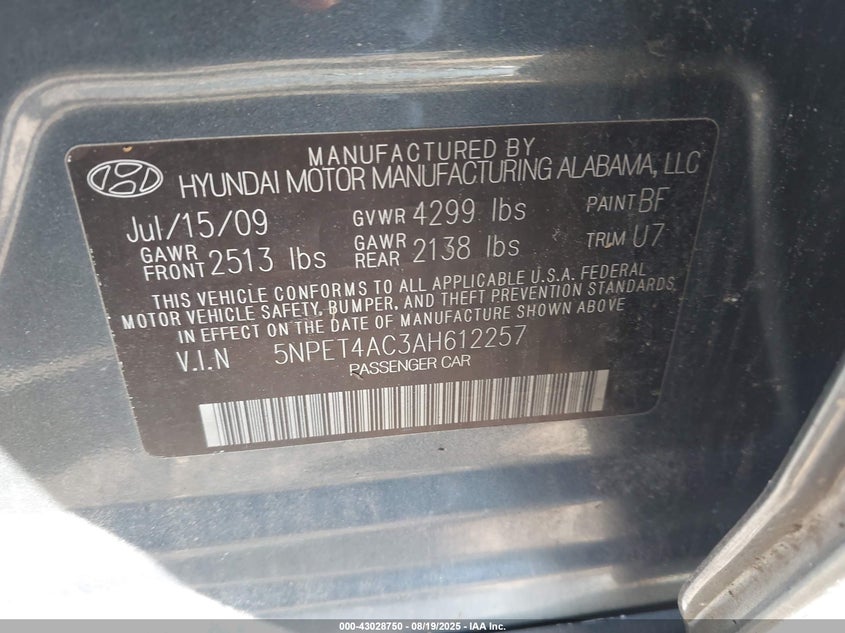 MANUFACTURED BY
HYUNDAI MOTOR MANUFACTURING ALABAMA, LLC
Jul/15/09 GVWR 4299 lbs PAINT BF
GAWR FRONT 2513 lbs GAWR REAR 2138 lbs TRIM U7
THIS VEHICLE CONFORMS TO ALL APPLICABLE U.S.A. FEDERAL
MOTOR VEHICLE SAFETY, BUMPER, AND THEFT PREVENTION STANDARDS
IN EFFECT ON THE DATE OF MANUFACTURE SHOWN ABOVE
V.I.N 5NPET4AC3AH612257
PASSENGER CAR
000-43028750 - 08/19/2025 - US VEHICLE